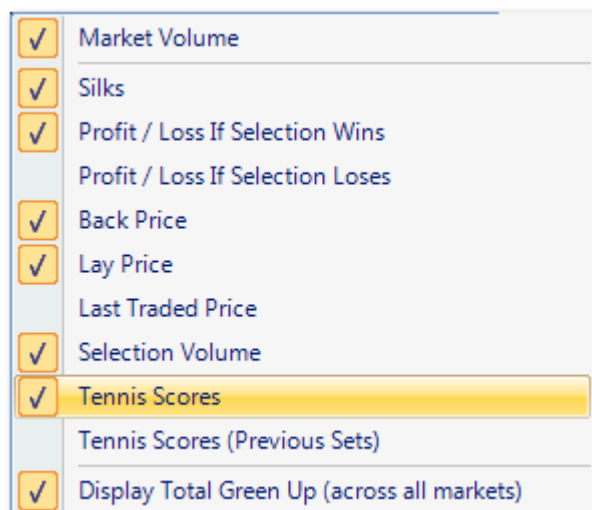 Market Volume
Silks
Profit / Loss If Selection Wins
Profit / Loss If Selection Loses
Back Price
Lay Price
Last Traded Price
Selection Volume
Tennis Scores
Tennis Scores (Previous Sets)
Display Total Green Up (across all markets)